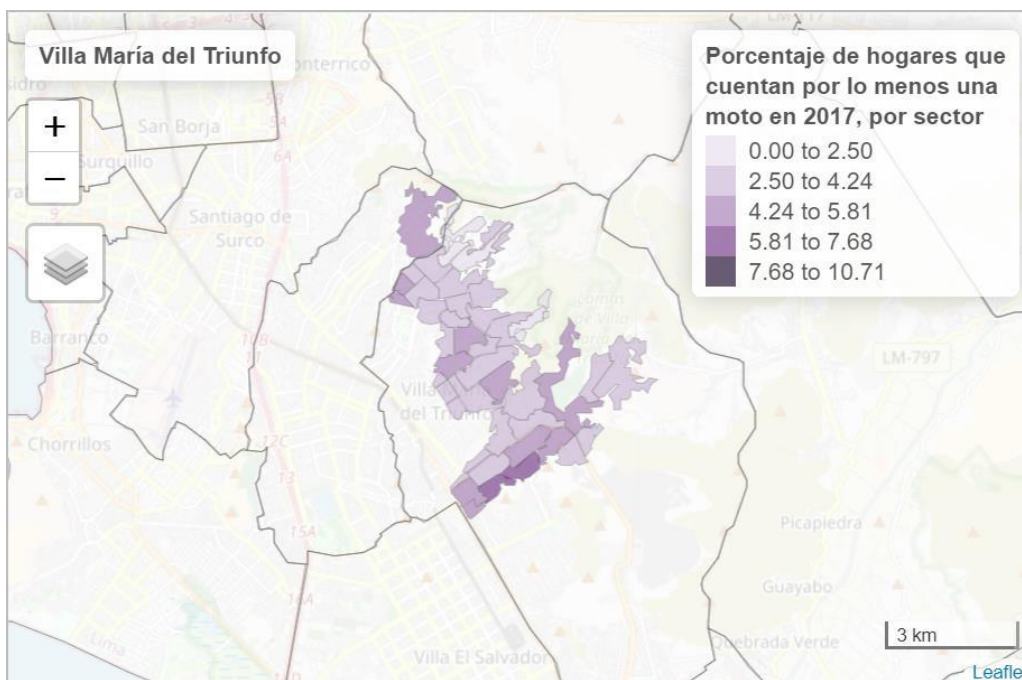 Villa María del Triunfo
Porcentaje de hogares que
cuentan por lo menos una
moto en 2017, por sector
0.00 to 2.50
2.50 to 4.24
4.24 to 5.81
5.81 to 7.68
7.68 to 10.71
+
−
San Borja
Surquillo
Santiago de
Surco
Barranco
Chorrillos
Lima
Villa El Salvador
del Triunfo
LM-797
Picapiedra
Guayabo
Quebrada Verde
3 km
Leafle